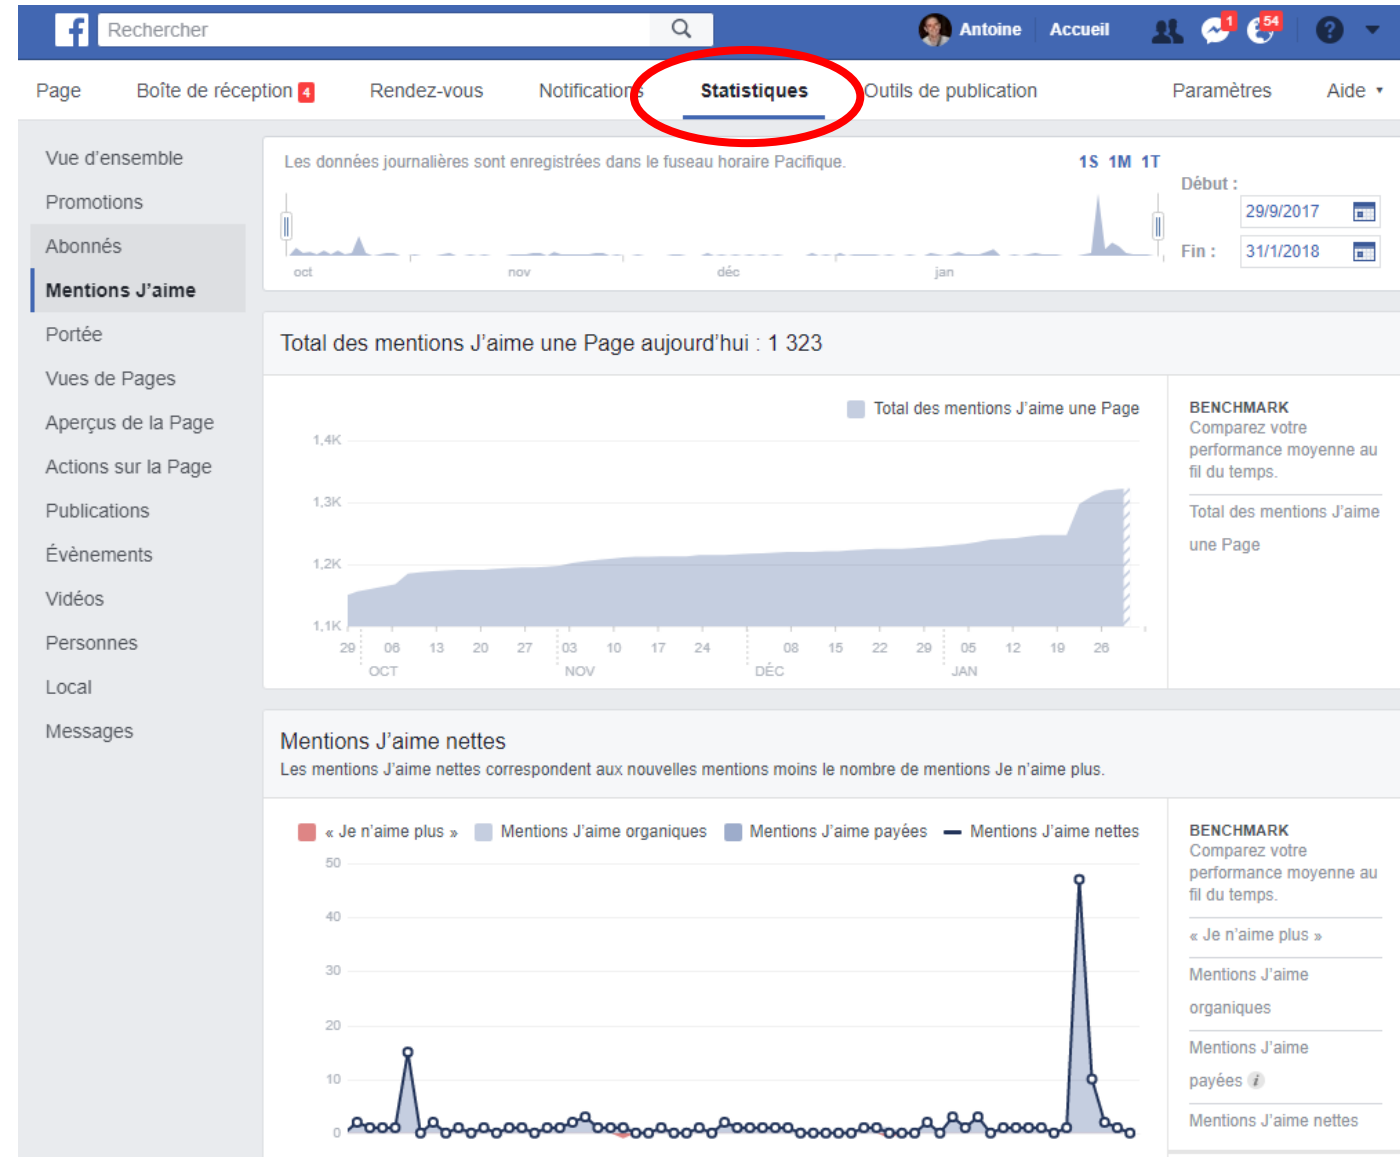 f
Rechercher
Antoine Accueil 1 54 ?
Page Boîte de réception 4 Rendez-vous Notifications Statistiques Outils de publication Paramètres Aide
Vue d'ensemble
Promotions
Abonnés
Mentions J'aime
Portée
Vues de Pages
Aperçus de la Page
Actions sur la Page
Publications
Évènements
Vidéos
Personnes
Local
Messages
Les données journalières sont enregistrées dans le fuseau horaire Pacifique.
1S 1M 1T
oct nov déc jan
Début :
29/9/2017
Fin : 31/1/2018
Total des mentions J'aime une Page aujourd'hui : 1 323
Total des mentions J'aime une Page
1,4K
1,3K
1,2K
1,1K
29 06 13 20 27 03 10 17 24 08 15 22 29 05 12 19 26
OCT NOV DÉC JAN
BENCHMARK
Comparez votre
performance moyenne au
fil du temps.
Total des mentions J'aime
une Page
Mentions J'aime nettes
Les mentions J'aime nettes correspondent aux nouvelles mentions moins le nombre de mentions Je n'aime plus.
« Je n'aime plus » Mentions J'aime organiques Mentions J'aime payées Mentions J'aime nettes
50
40
30
20
10
0
BENCHMARK
Comparez votre
performance moyenne au
fil du temps.
« Je n'aime plus »
Mentions J'aime
organiques
Mentions J'aime
payées i
Mentions J'aime nettes